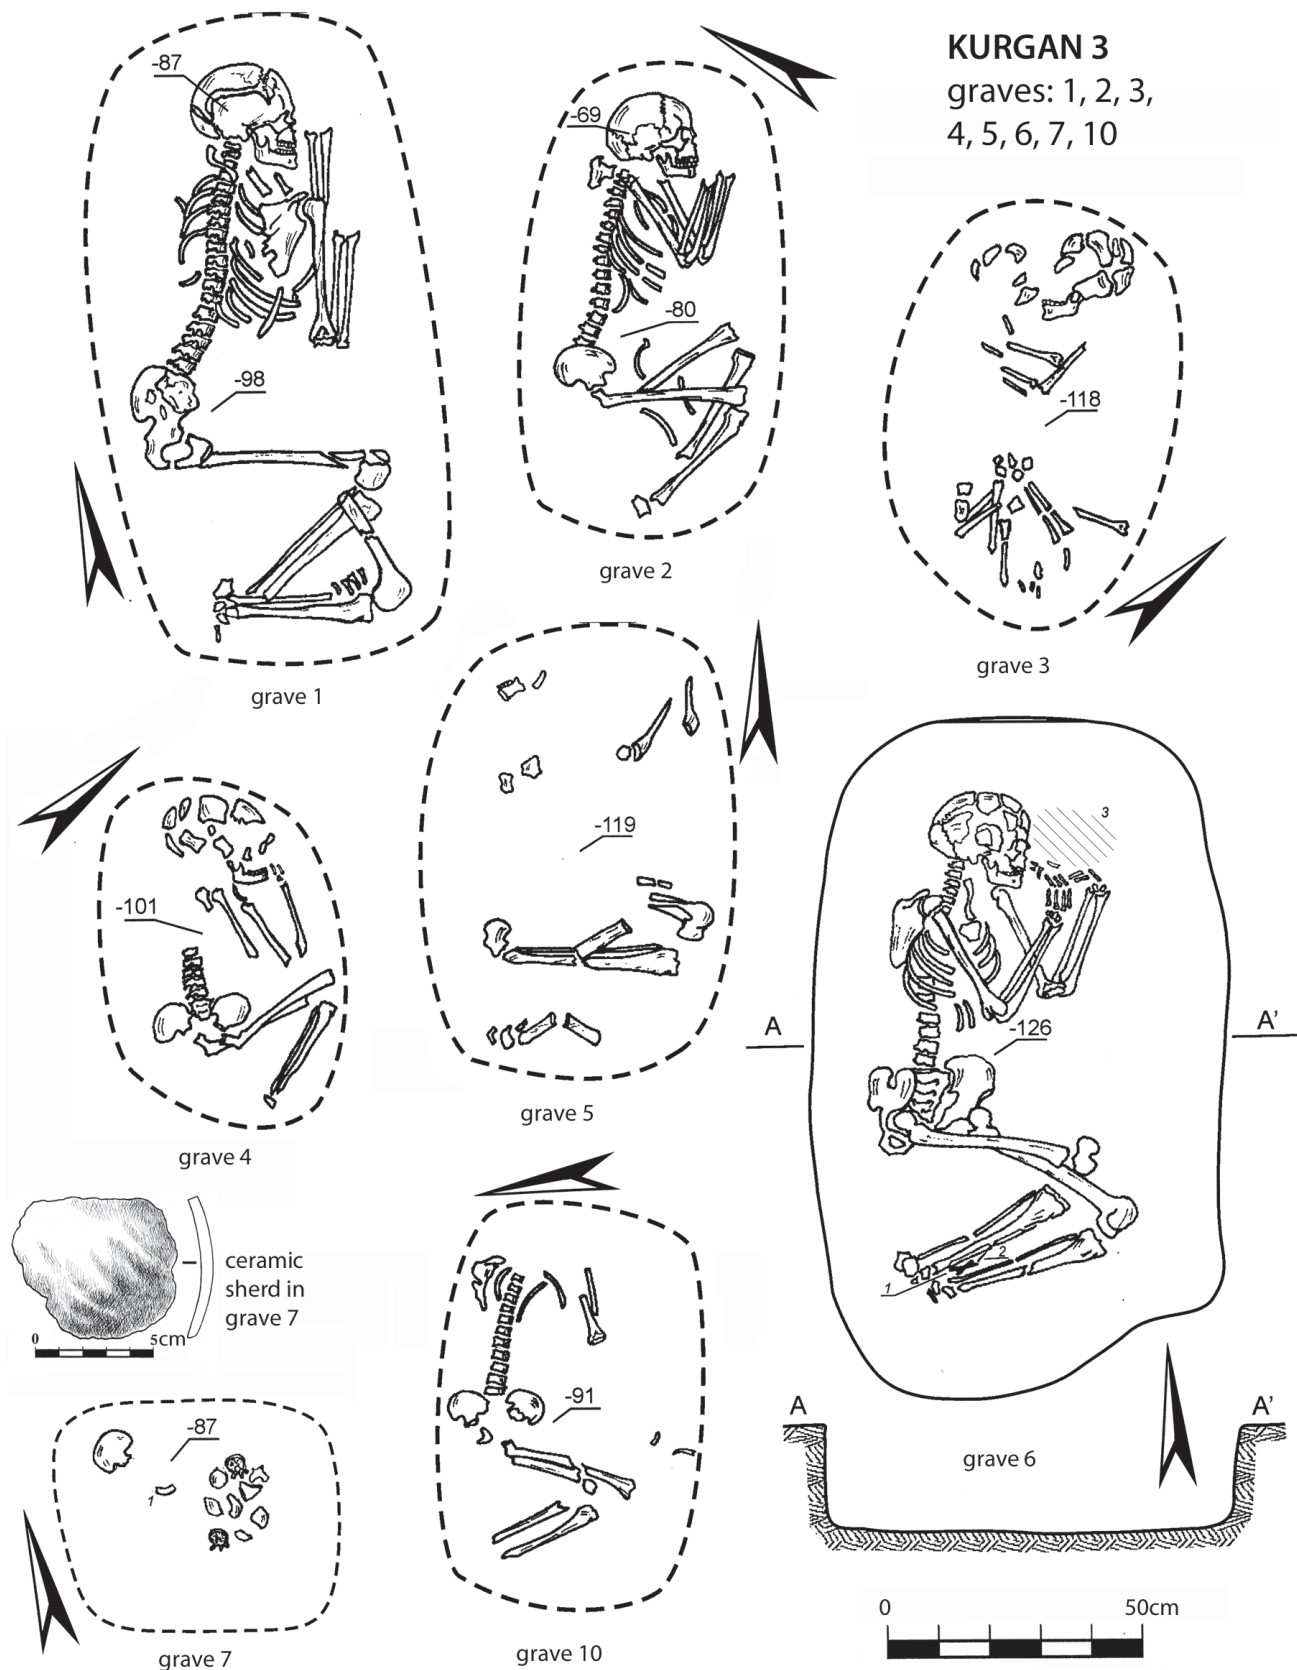 KURGAN 3
graves: 1, 2, 3,
4, 5, 6, 7, 10
-87
-98
grave 1
-69
-80
grave 2
-118
grave 3
-101
grave 4
-119
grave 5
3
-126
A A'
2
1
A A'
grave 6
ceramic
sherd in
grave 7
0 5cm
-87
1
grave 7
-91
grave 10
0 50cm